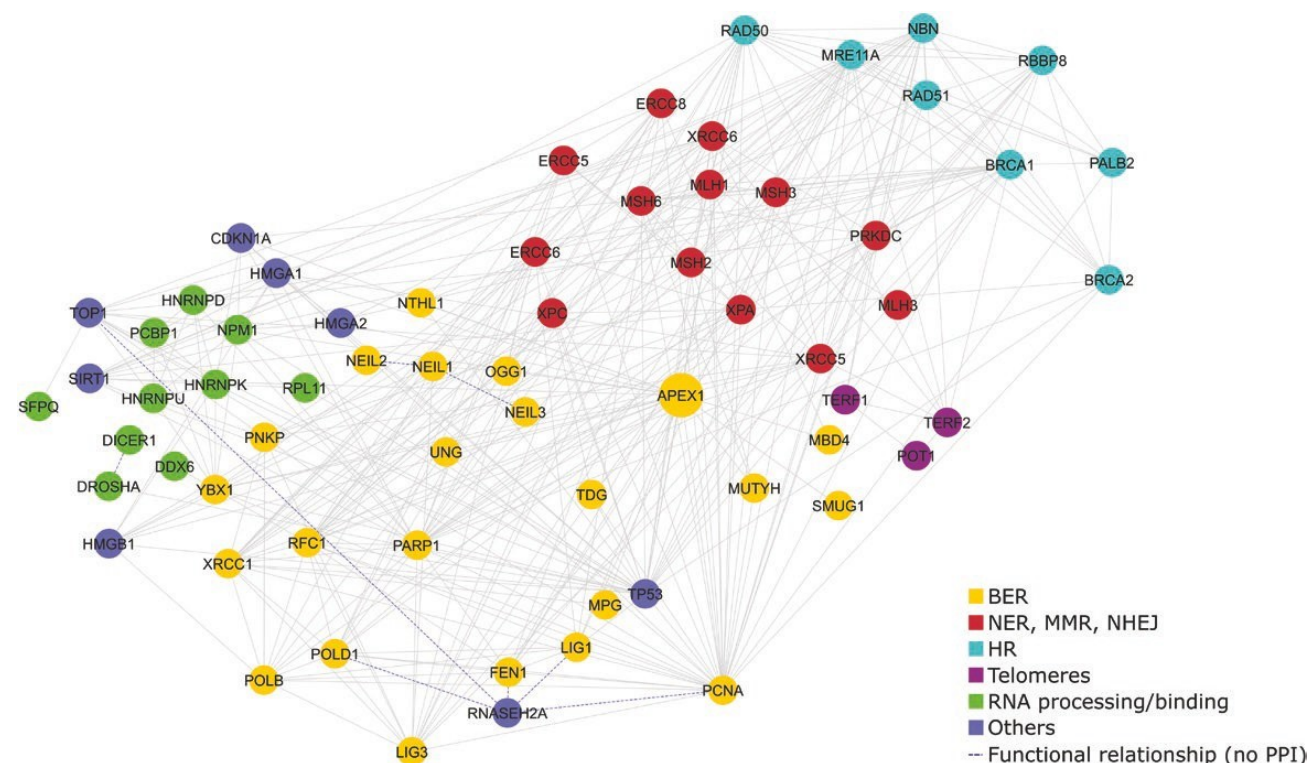 RAD50
NBN
MRE11A
RBBP8
RAD51
ERCC8
XRCC6
ERCC5
BRCA1
PALB2
MLH1
MSH3
MSH6
CDKN1A
PRKDC
ERCC6
MSH2
HMGA1
BRCA2
HNRNPD
NTHL1
MLH3
TOP1
XPC
XPA
HMGA2
PCBP1
NPM1
XRCC5
NEIL2
NEIL1
OGG1
SIRT1
HNRNPK
RPL11
APEX1
HNRNPU
TERF1
SFPQ
NEIL3
TERF2
DICER1
PNKP
MBD4
UNG
POT1
DDX6
DROSHA
YBX1
TDG
MUTYH
SMUG1
HMGB1
RFC1
PARP1
XRCC1
TP53
MPG
BER
NER, MMR, NHEJ
POLD1
LIG1
HR
FEN1
POLB
PCNA
Telomeres
RNASEH2A
RNA processing/binding
Others
LIG3
Functional relationship (no PPI)